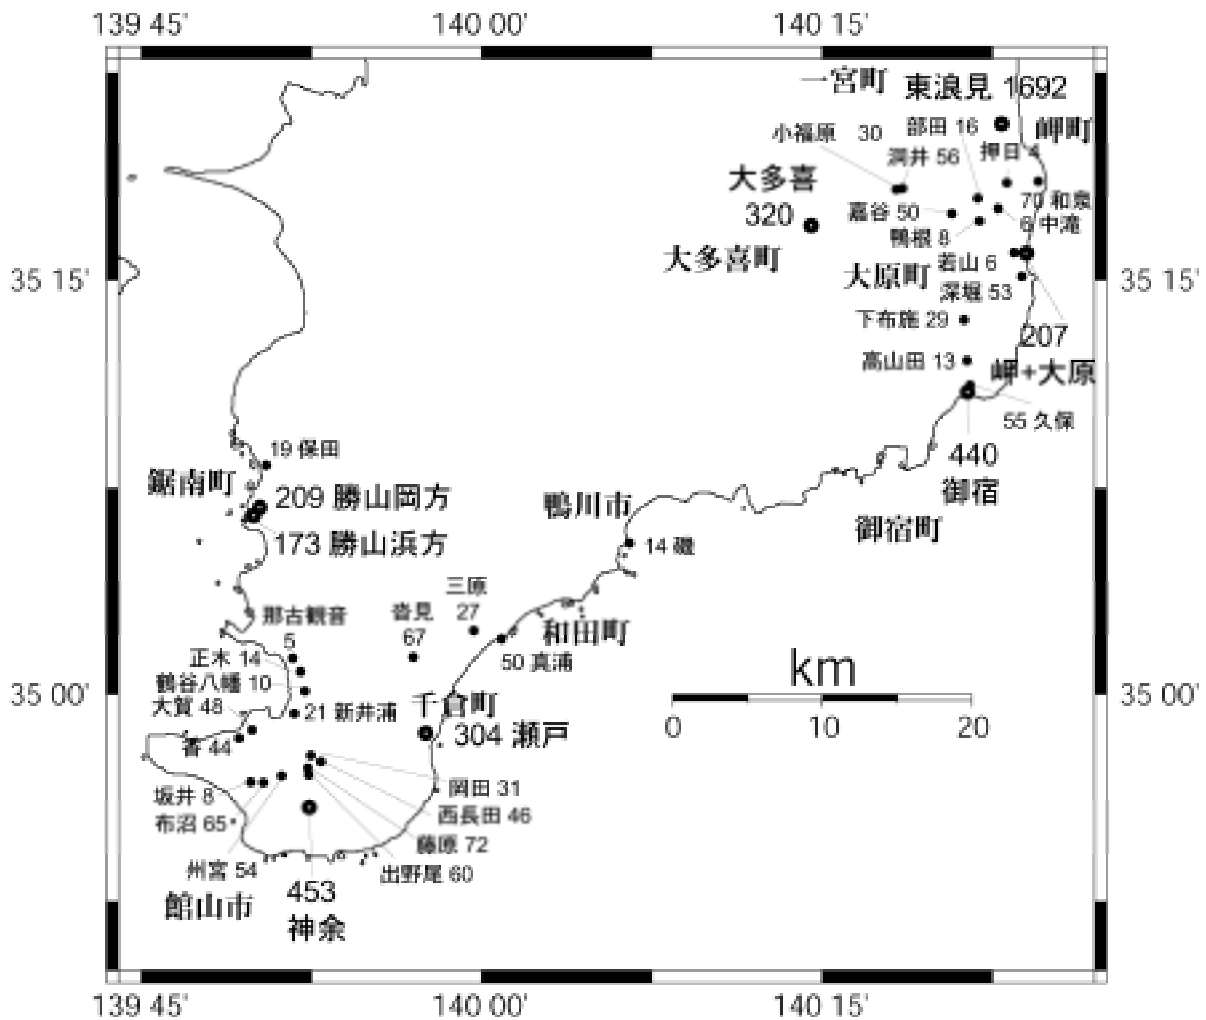 139 45'
140 00'
140 15'
一宮町
東浪見 1692
小福原 30
部田 16
岬町
洞井 56
押日 4
大多喜
320
70 和泉
嘉谷 50
6 中滝
鴨根 8
大多喜町
大原町
若山 6
35 15'
35 15'
深堀 53
下布施 29
207
高山田 13
岬+大原
55 久保
19 保田
440
鋸南町
御宿
209 勝山岡方
鴨川市
御宿町
173 勝山浜方
14 磯
三原
27
那古観音
5
沓見
67
和田町
正木 14
50 真浦
km
鶴谷八幡 10
35 00'
35 00'
大賀 48
21 新井浦
千倉町
0
10
20
香 44
304 瀬戸
岡田 31
坂井 8
西長田 46
布沼 65
藤原 72
州宮 54
出野尾 60
453
館山市
神余
139 45'
140 00'
140 15'